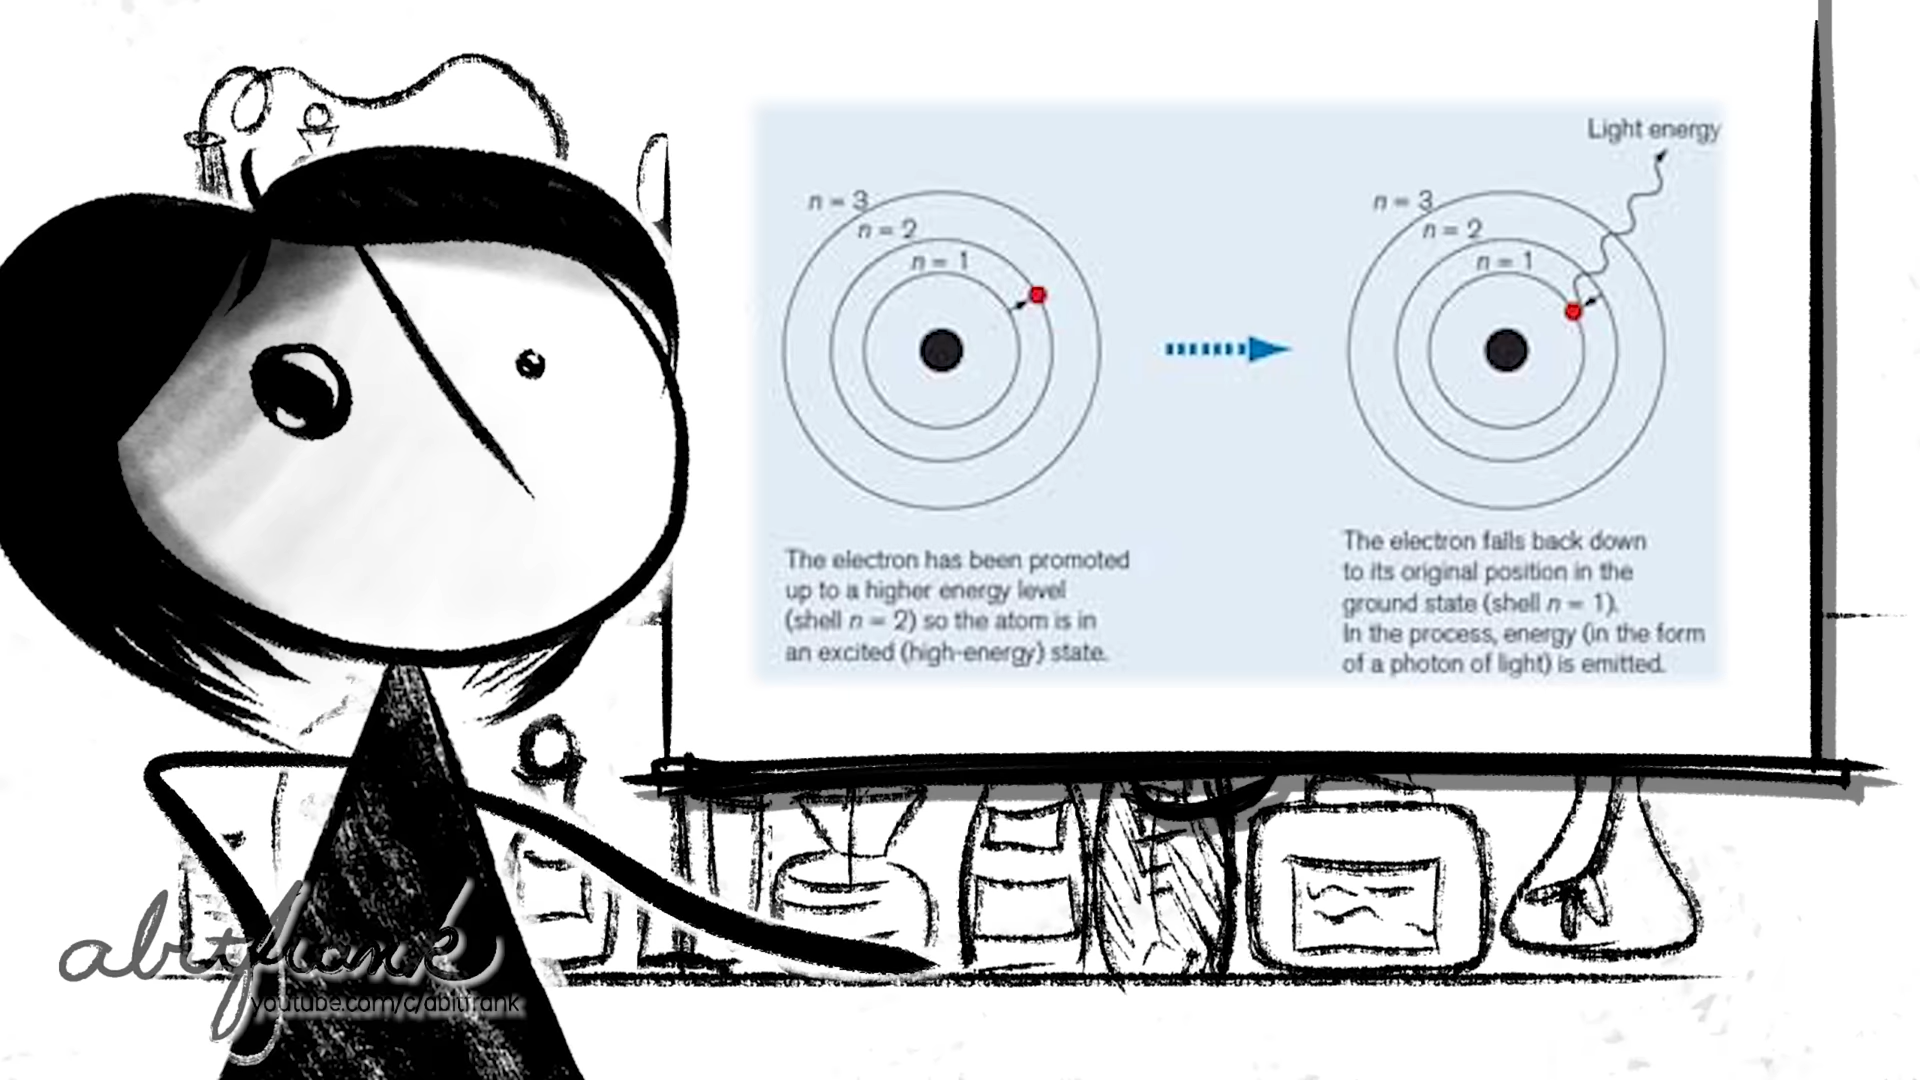 Light energy
n = 3
n = 2
n = 1
n = 3
n = 2
n = 1
The electron has been promoted
up to a higher energy level
(shell n = 2) so the atom is in
an excited (high-energy) state.
The electron falls back down
to its original position in the
ground state (shell n = 1).
In the process, energy (in the form
of a photon of light) is emitted.
abitfrank
youtube.com/c/abitfrank